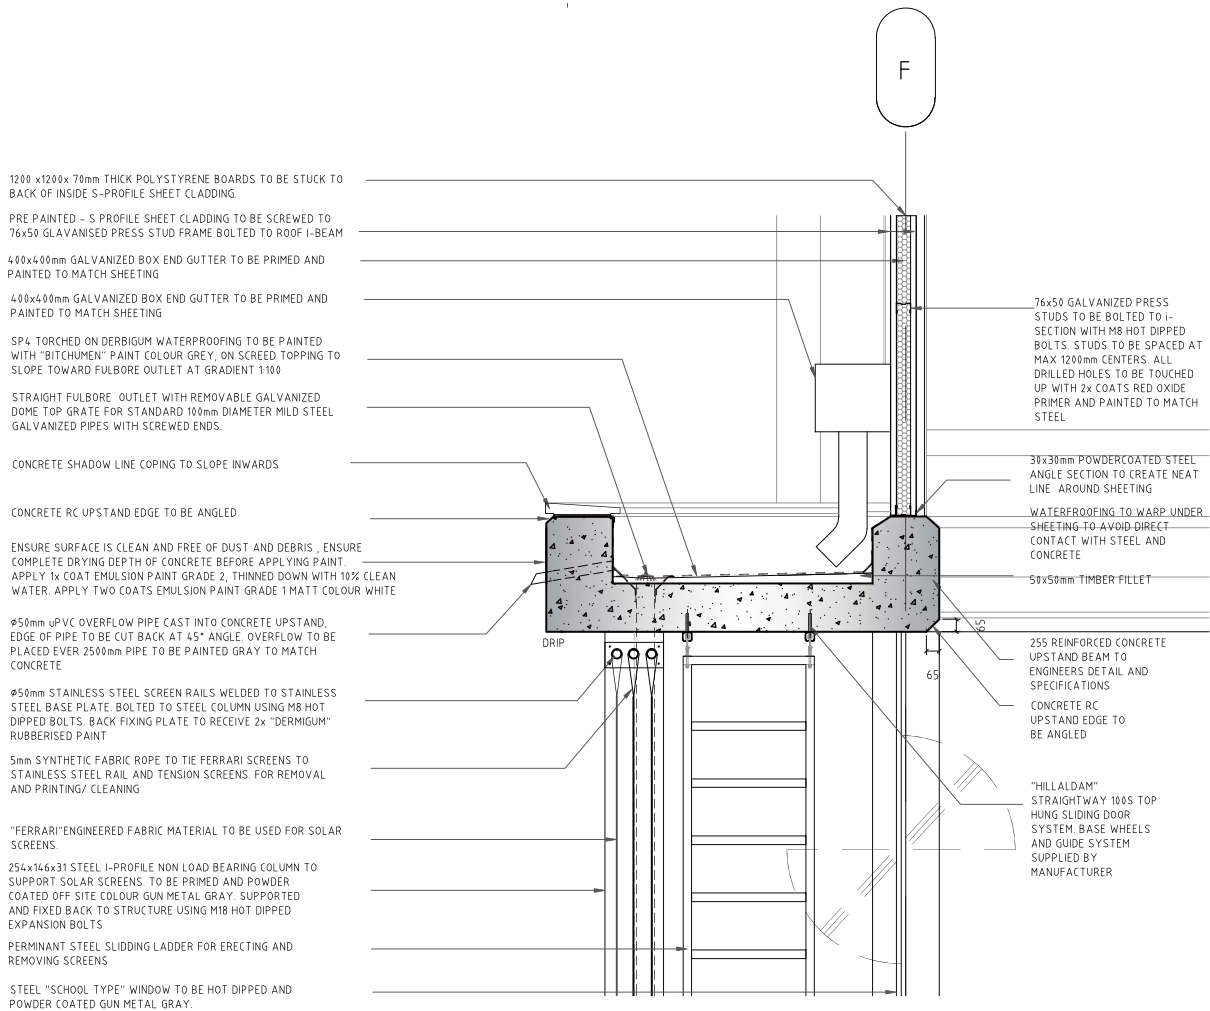 F
1200 x1200x 70mm THICK POLYSTYRENE BOARDS TO BE STUCK TO
BACK OF INSIDE S-PROFILE SHEET CLADDING.
PRE PAINTED - S PROFILE SHEET CLADDING TO BE SCREWED TO
76x50 GLAVANISED PRESS STUD FRAME BOLTED TO ROOF I-BEAM
400x400mm GALVANIZED BOX END GUTTER TO BE PRIMED AND
PAINTED TO MATCH SHEETING
400x400mm GALVANIZED BOX END GUTTER TO BE PRIMED AND
PAINTED TO MATCH SHEETING
SP4 TORCHED ON DERBIGUM WATERPROOFING TO BE PAINTED
WITH "BITCHUMEN" PAINT COLOUR GREY, ON SCREED TOPPING TO
SLOPE TOWARD FULBORE OUTLET AT GRADIENT 1:100
STRAIGHT FULBORE OUTLET WITH REMOVABLE GALVANIZED
DOME TOP GRATE FOR STANDARD 100mm DIAMETER MILD STEEL
GALVANIZED PIPES WITH SCREWED ENDS.
CONCRETE SHADOW LINE COPING TO SLOPE INWARDS
CONCRETE RC UPSTAND EDGE TO BE ANGLED
ENSURE SURFACE IS CLEAN AND FREE OF DUST AND DEBRIS , ENSURE
COMPLETE DRYING DEPTH OF CONCRETE BEFORE APPLYING PAINT.
APPLY 1x COAT EMULSION PAINT GRADE 2, THINNED DOWN WITH 10% CLEAN
WATER. APPLY TWO COATS EMULSION PAINT GRADE 1 MATT COLOUR WHITE
Ø50mm uPVC OVERFLOW PIPE CAST INTO CONCRETE UPSTAND,
EDGE OF PIPE TO BE CUT BACK AT 45° ANGLE. OVERFLOW TO BE
PLACED EVER 2500mm PIPE TO BE PAINTED GRAY TO MATCH
CONCRETE
Ø50mm STAINLESS STEEL SCREEN RAILS WELDED TO STAINLESS
STEEL BASE PLATE. BOLTED TO STEEL COLUMN USING M8 HOT
DIPPED BOLTS. BACK FIXING PLATE TO RECEIVE 2x "DERMIGUM"
RUBBERISED PAINT
5mm SYNTHETIC FABRIC ROPE TO TIE FERRARI SCREENS TO
STAINLESS STEEL RAIL AND TENSION SCREENS. FOR REMOVAL
AND PRINTING/ CLEANING
"FERRARI"ENGINEERED FABRIC MATERIAL TO BE USED FOR SOLAR
SCREENS.
254x146x31 STEEL I-PROFILE NON LOAD BEARING COLUMN TO
SUPPORT SOLAR SCREENS. TO BE PRIMED AND POWDER
COATED OFF SITE COLOUR GUN METAL GRAY. SUPPORTED
AND FIXED BACK TO STRUCTURE USING M18 HOT DIPPED
EXPANSION BOLTS
PERMINANT STEEL SLIDDING LADDER FOR ERECTING AND
REMOVING SCREENS
STEEL "SCHOOL TYPE" WINDOW TO BE HOT DIPPED AND
POWDER COATED GUN METAL GRAY.
DRIP
65
65
76x50 GALVANIZED PRESS
STUDS TO BE BOLTED TO i-
SECTION WITH M8 HOT DIPPED
BOLTS. STUDS TO BE SPACED AT
MAX 1200mm CENTERS. ALL
DRILLED HOLES TO BE TOUCHED
UP WITH 2x COATS RED OXIDE
PRIMER AND PAINTED TO MATCH
STEEL
30x30mm POWDERCOATED STEEL
ANGLE SECTION TO CREATE NEAT
LINE AROUND SHEETING
WATERFROOFING TO WARP UNDER
SHEETING TO AVOID DIRECT
CONTACT WITH STEEL AND
CONCRETE
50x50mm TIMBER FILLET
255 REINFORCED CONCRETE
UPSTAND BEAM TO
ENGINEERS DETAIL AND
SPECIFICATIONS
CONCRETE RC
UPSTAND EDGE TO
BE ANGLED
"HILLALDAM"
STRAIGHTWAY 100S TOP
HUNG SLIDING DOOR
SYSTEM. BASE WHEELS
AND GUIDE SYSTEM
SUPPLIED BY
MANUFACTURER